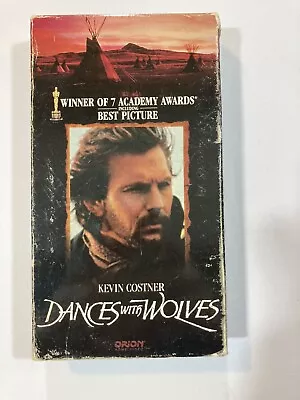 WINNER OF 7 ACADEMY AWARDS®
INCLUDING
BEST PICTURE
KEVIN COSTNER
DANCES WITH WOLVES
ORION